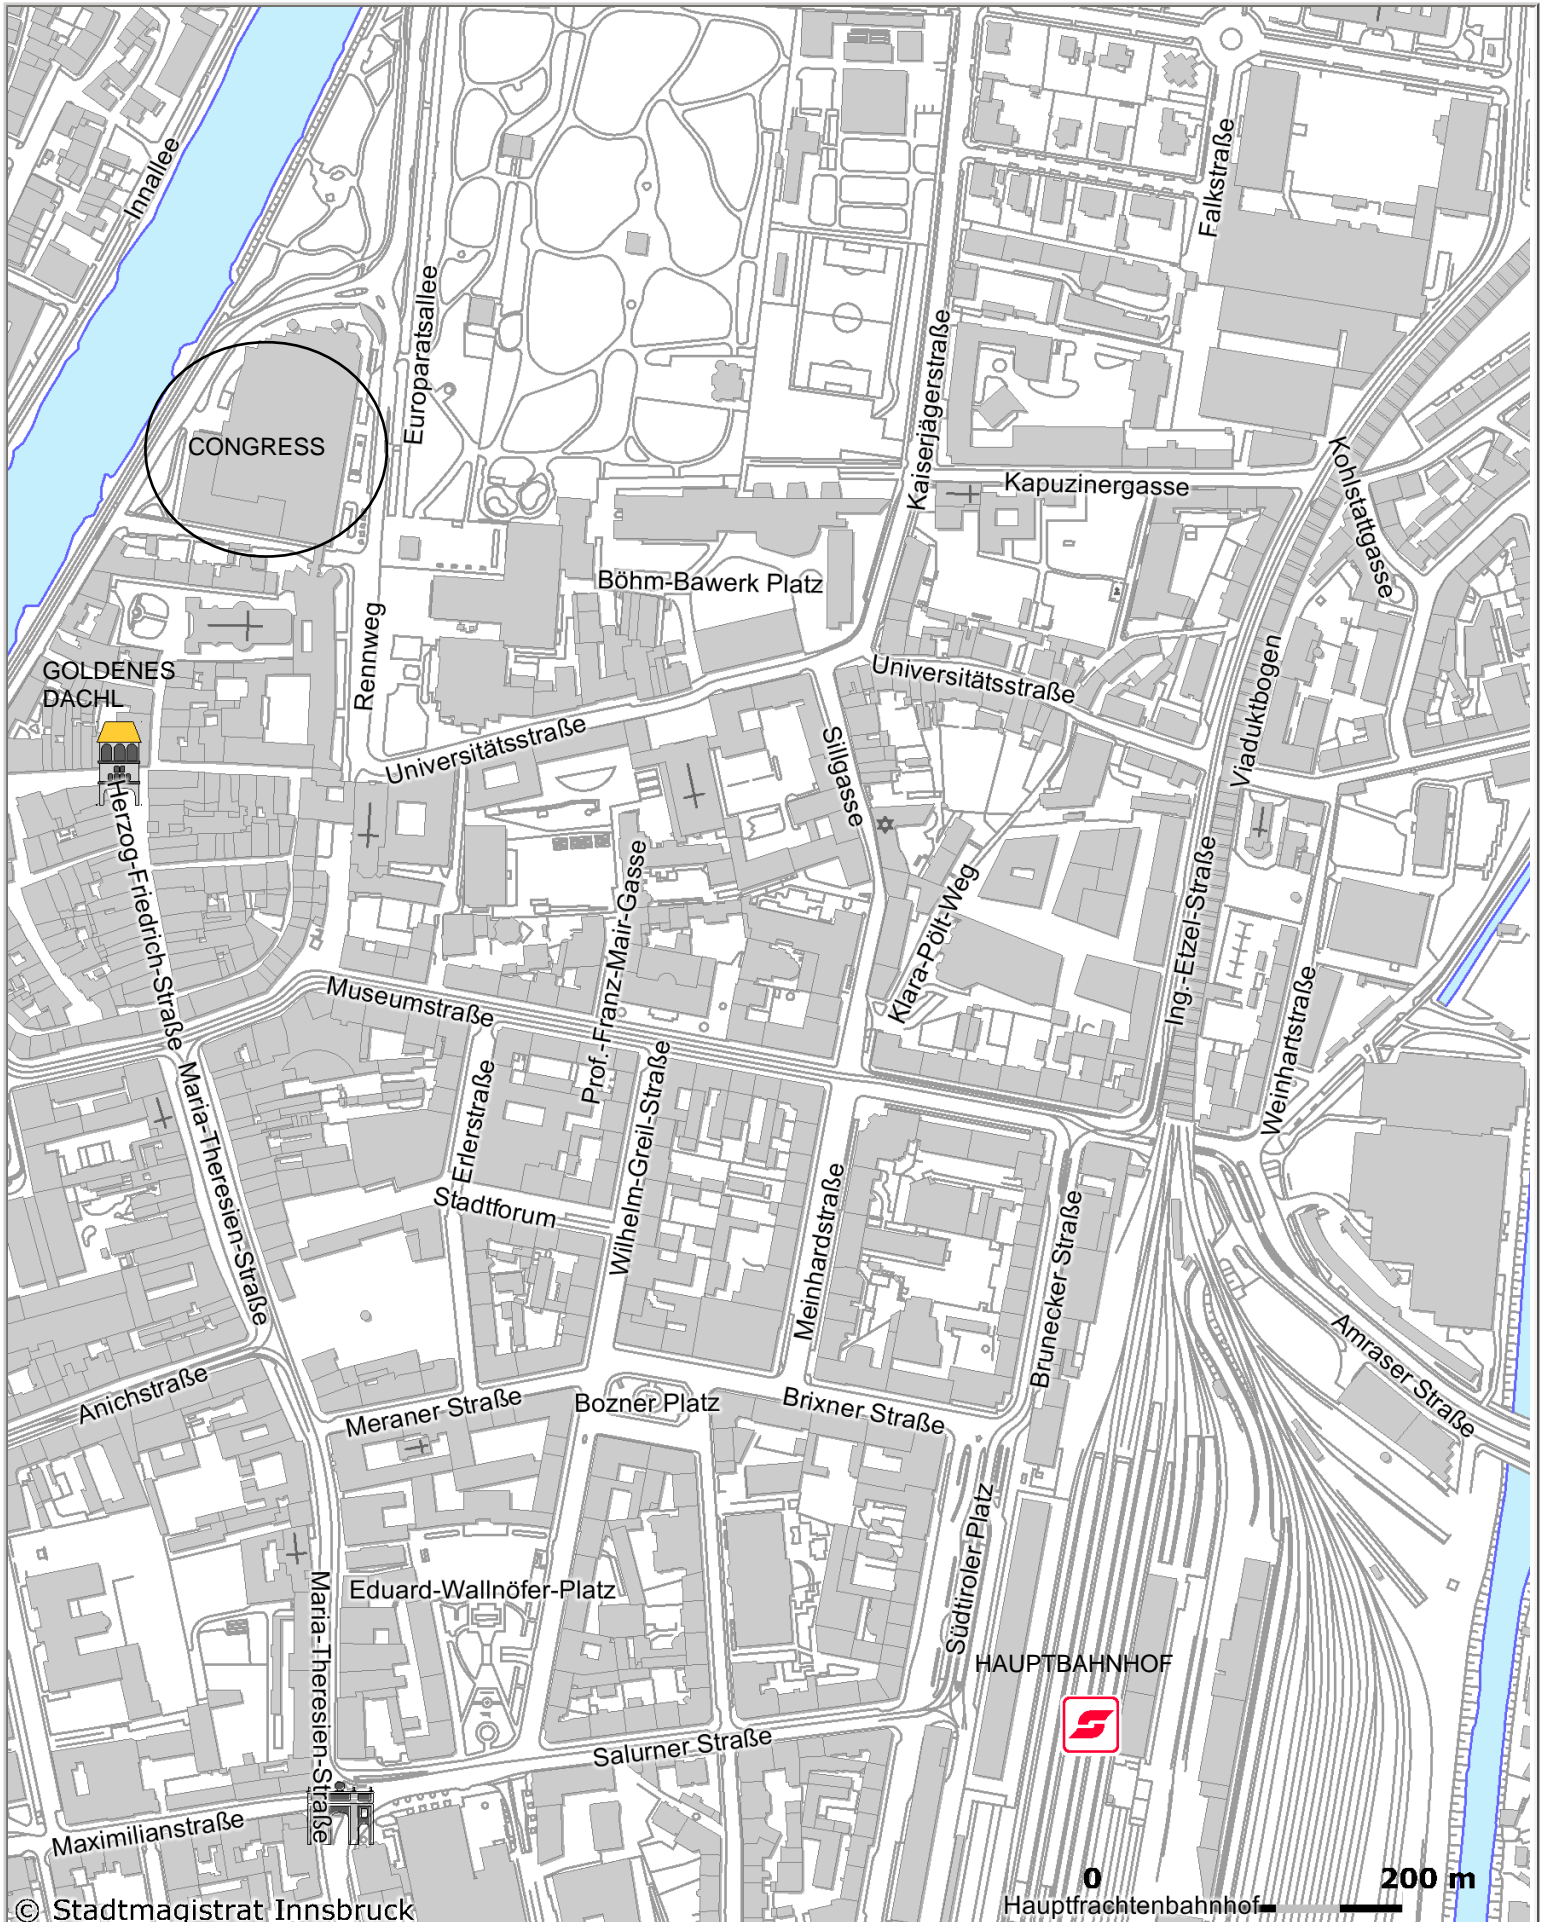 Innallee
Falkstraße
Europaratsallee
Kaiserjägerstraße
CONGRESS
Kapuzinergasse
Kohlstattgasse
Böhm-Bawerk Platz
Rennweg
GOLDENES
DACHL
Universitätsstraße
Viaduktbogen
Universitätsstraße
Sillgasse
Herzog-Friedrich-Straße
Prof.-Franz-Mair-Gasse
Klara-Pölt-Weg
Ing.-Etzel-Straße
Museumstraße
Weinhartstraße
Maria-Theresien-Straße
Erlerstraße
Wilhelm-Greil-Straße
Stadtforum
Meinhardstraße
Brunecker Straße
Amraser Straße
Anichstraße
Meraner Straße
Bozner Platz
Brixner Straße
Südtiroler Platz
Eduard-Wallnöfer-Platz
Maria-Theresien-Straße
HAUPTBAHNHOF
Salurner Straße
Maximilianstraße
0 200 m
Hauptfrachtenbahnhof
© Stadtmagistrat Innsbruck